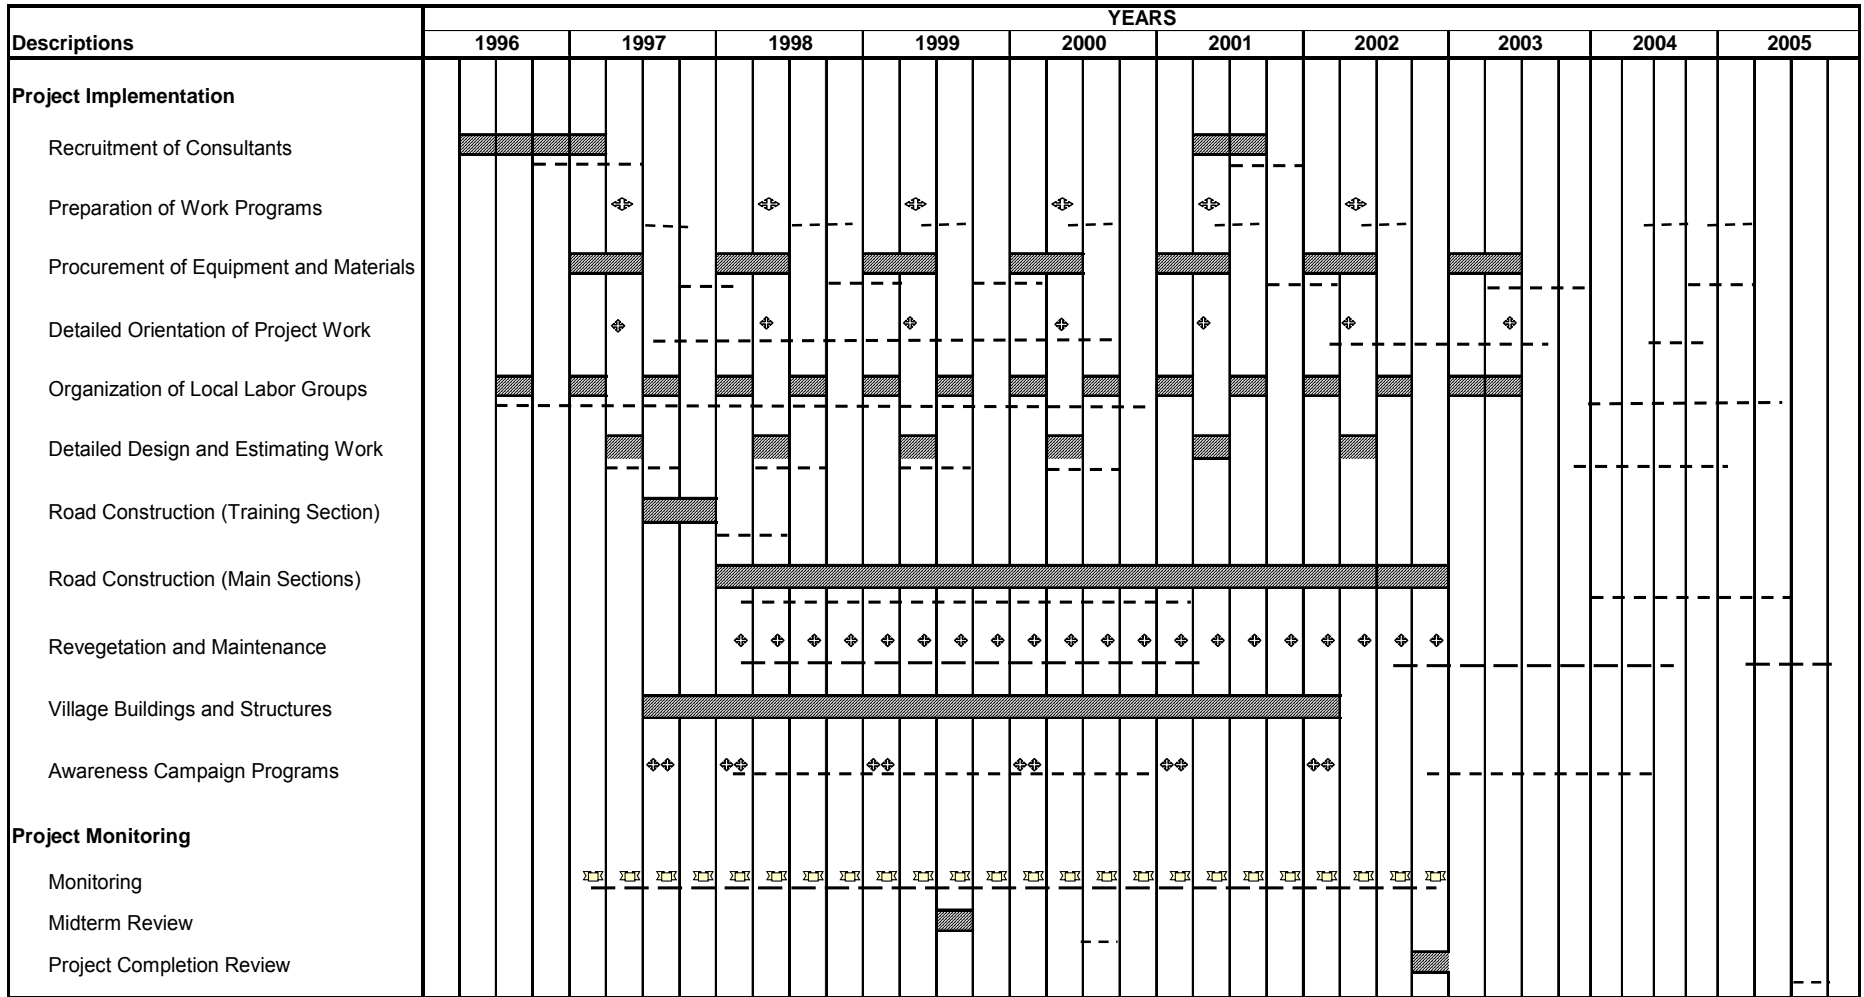 YEARS
Descriptions 1996 1997 1998 1999 2000 2001 2002 2003 2004 2005
Project Implementation
Recruitment of Consultants
Preparation of Work Programs
Procurement of Equipment and Materials
Detailed Orientation of Project Work
Organization of Local Labor Groups
Detailed Design and Estimating Work
Road Construction (Training Section)
Road Construction (Main Sections)
Revegetation and Maintenance
Village Buildings and Structures
Awareness Campaign Programs
Project Monitoring
Monitoring
Midterm Review
Project Completion Review